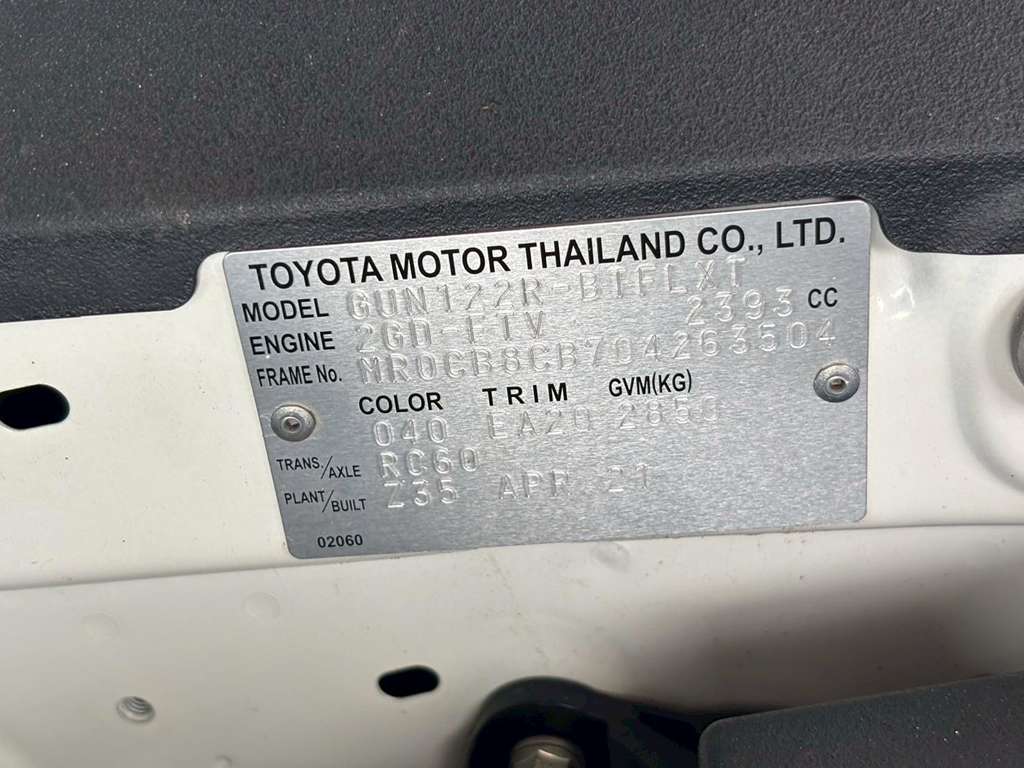 TOYOTA MOTOR THAILAND CO., LTD.
MODEL GUN122R-BTFLXT
ENGINE 2GD-FTV 2393 CC
FRAME No. MR0CB8CB704263504
COLOR TRIM GVM(KG)
040 EA20 2850
TRANS./AXLE RC60
PLANT/BUILT Z35 APR 21
02060